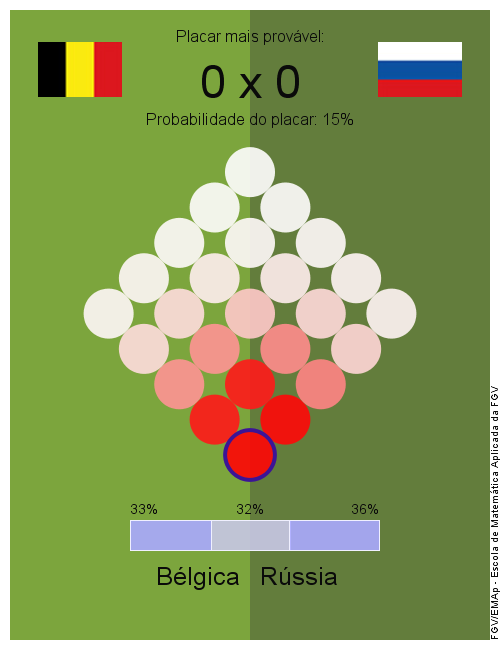 Placar mais provável:
0 x 0
Probabilidade do placar: 15%
33% 32% 36%
Bélgica Rússia
FGV/EMAp - Escola de Matemática Aplicada da FGV